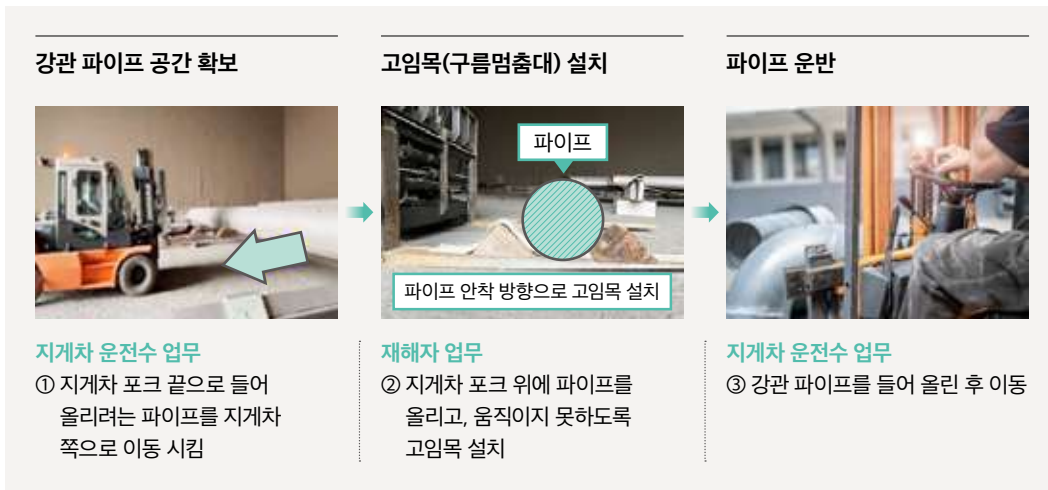 강관 파이프 공간 확보
지게차 운전수 업무
① 지게차 포크 끝으로 들어
올리려는 파이프를 지게차
쪽으로 이동 시킴
고임목(구름멈춤대) 설치
파이프
파이프 안착 방향으로 고임목 설치
재해자 업무
② 지게차 포크 위에 파이프를
올리고, 움직이지 못하도록
고임목 설치
파이프 운반
지게차 운전수 업무
③ 강관 파이프를 들어 올린 후 이동